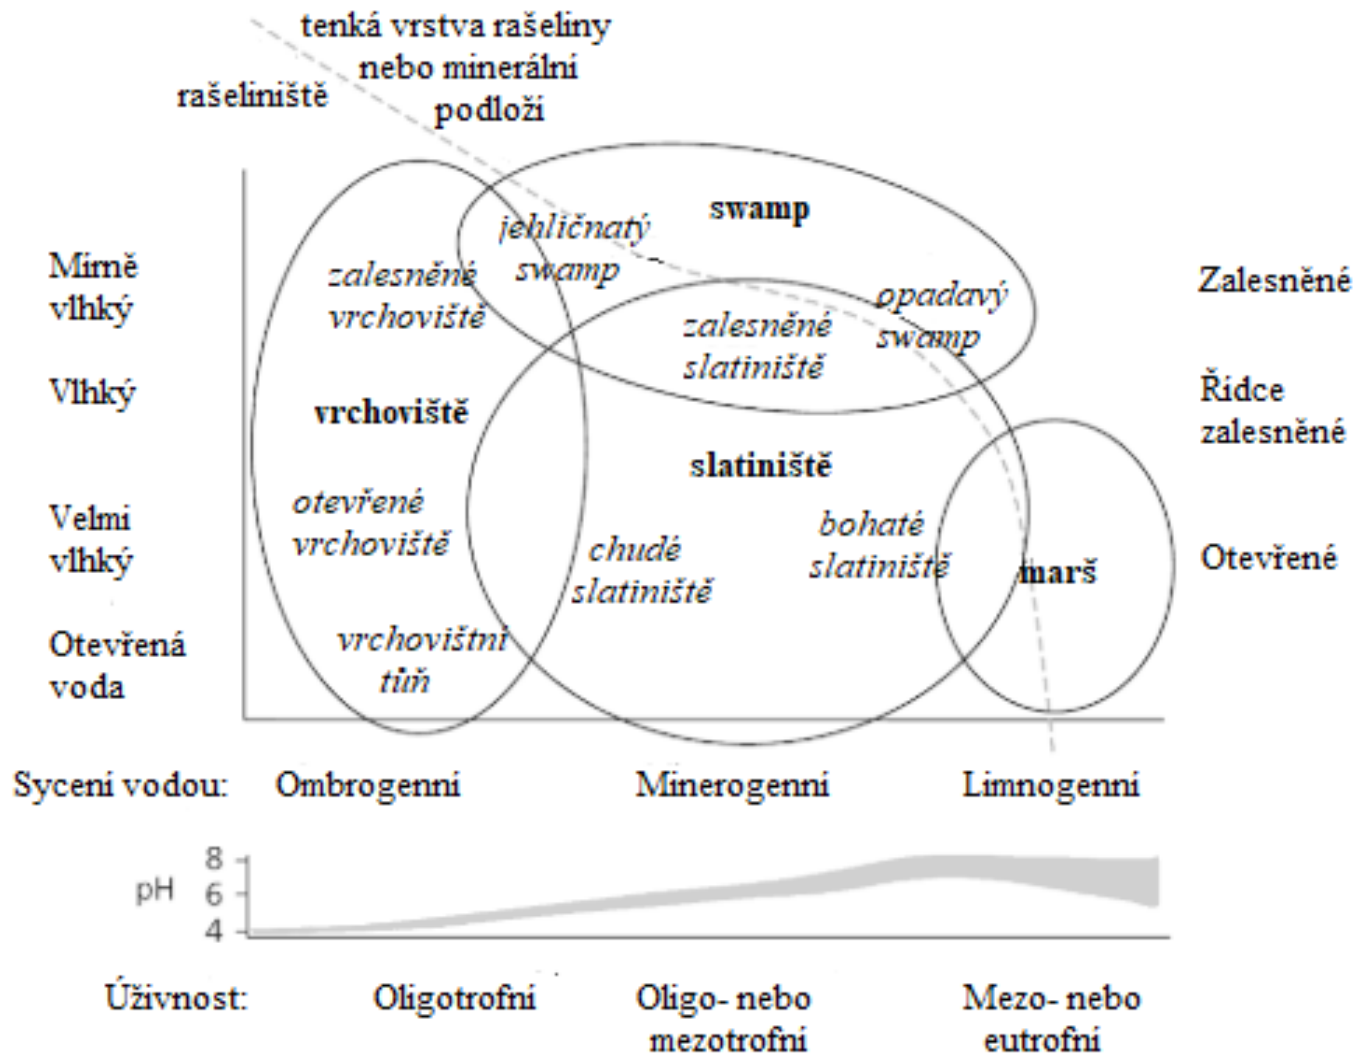 tenká vrstva rašeliny
nebo minerální
podloží
rašeliniště
swamp
jehličnatý
swamp
Mírně
vlhký
zalesněné
vrchoviště
opadavý
swamp
zalesněné
slatiniště
Zalesněné
Vlhký
vrchoviště
Řídce
zalesněné
slatiniště
Velmi
vlhký
otevřené
vrchoviště
chudé
slatiniště
bohaté
slatiniště
marš
Otevřené
Otevřená
voda
vrchovištní
tůň
Sycení vodou:
Ombrogenní
Minerogenní
Limnogenní
pH
8
6
4
Úživnost:
Oligotrofní
Oligo- nebo
mezotrofní
Mezo- nebo
eutrofní